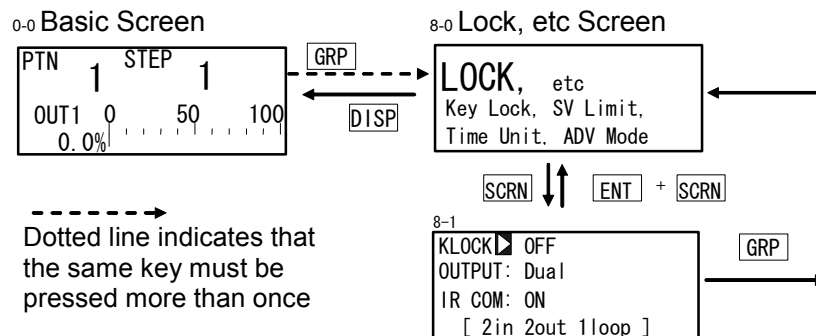 0-0 Basic Screen
PTN 1 STEP 1
OUT1 0 50 100
0.0%
GRP
DISP
8-0 Lock, etc Screen
LOCK, etc
Key Lock, SV Limit,
Time Unit, ADV Mode
SCRN ENT + SCRN
Dotted line indicates that
the same key must be
pressed more than once
8-1
KLOCK OFF
OUTPUT: Dual
IR COM: ON
[ 2in 2out 1loop ]
GRP